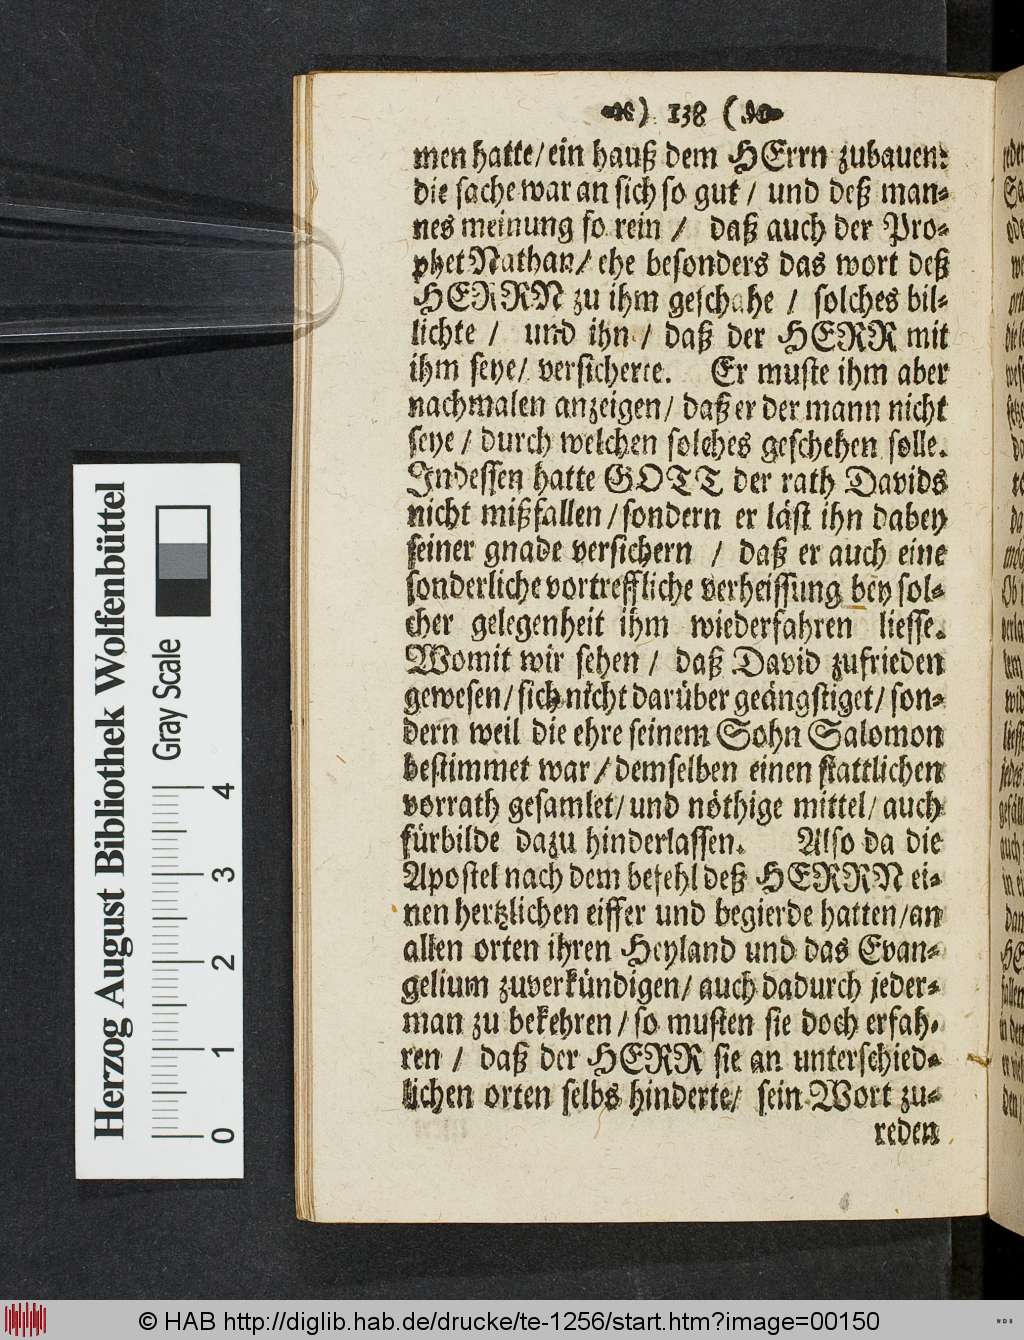 ) 138 (
men hatte/ ein hauß dem HErrn zubauen:
die sache war an sich so gut / und deß man-
nes meinung so rein / daß auch der Pro-
phet Nathan/ ehe besonders das wort deß
HERRN zu ihm geschahe / solches bil-
lichte / und ihn / daß der HERR mit
ihm seye/ versicherte. Er muste ihm aber
nachmalen anzeigen/ daß er der mann nicht
seye / durch welchen solches geschehen solle.
Indessen hatte GOTT der rath Davids
nicht mißfallen / sondern er läst ihn dabey
seiner gnade versichern / daß er auch eine
sonderliche vortreffliche verheissung bey sol-
cher gelegenheit ihm wiederfahren liesse.
Womit wir sehen / daß David zufrieden
gewesen/ sich nicht darüber geängstiget/ son-
dern weil die ehre seinem Sohn Salomon
bestimmet war / demselben einen stattlichen
vorrath gesamlet/ und nöthige mittel/ auch
fürbilde dazu hinderlassen. Also da die
Apostel nach dem befehl deß HERRN ei-
nen hertzlichen eiffer und begierde hatten/ an
allen orten ihren Heyland und das Evan-
gelium zuverkündigen/ auch dadurch jeder-
man zu bekehren / so musten sie doch erfah-
ren / daß der HERR sie an unterschied-
lichen orten selbs hinderte/ sein Wort zu-
reden
Herzog August Bibliothek Wolfenbüttel
Gray Scale
0 1 2 3 4
© HAB http://diglib.hab.de/drucke/te-1256/start.htm?image=00150